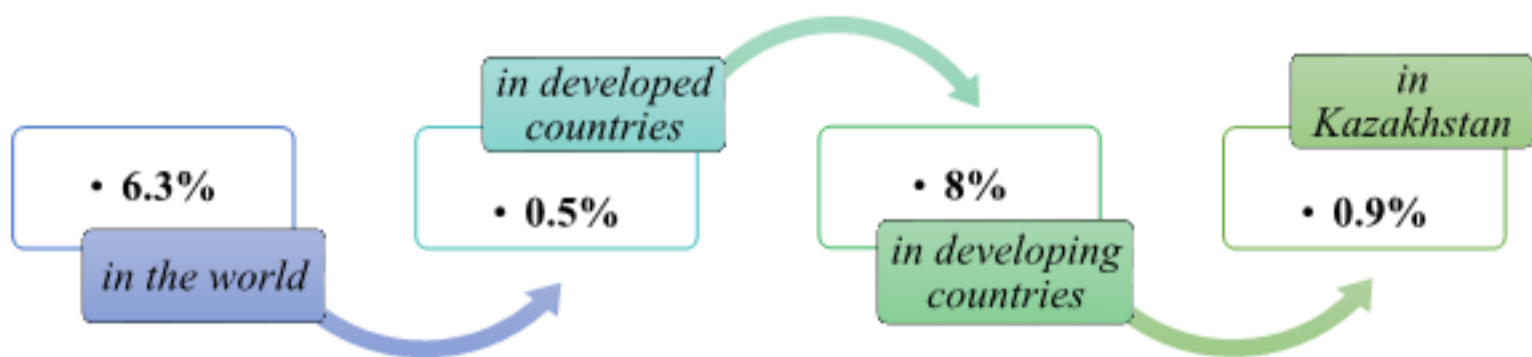 • 6.3%
in the world
in developed
countries
• 0.5%
• 8%
in developing
countries
in
Kazakhstan
• 0.9%